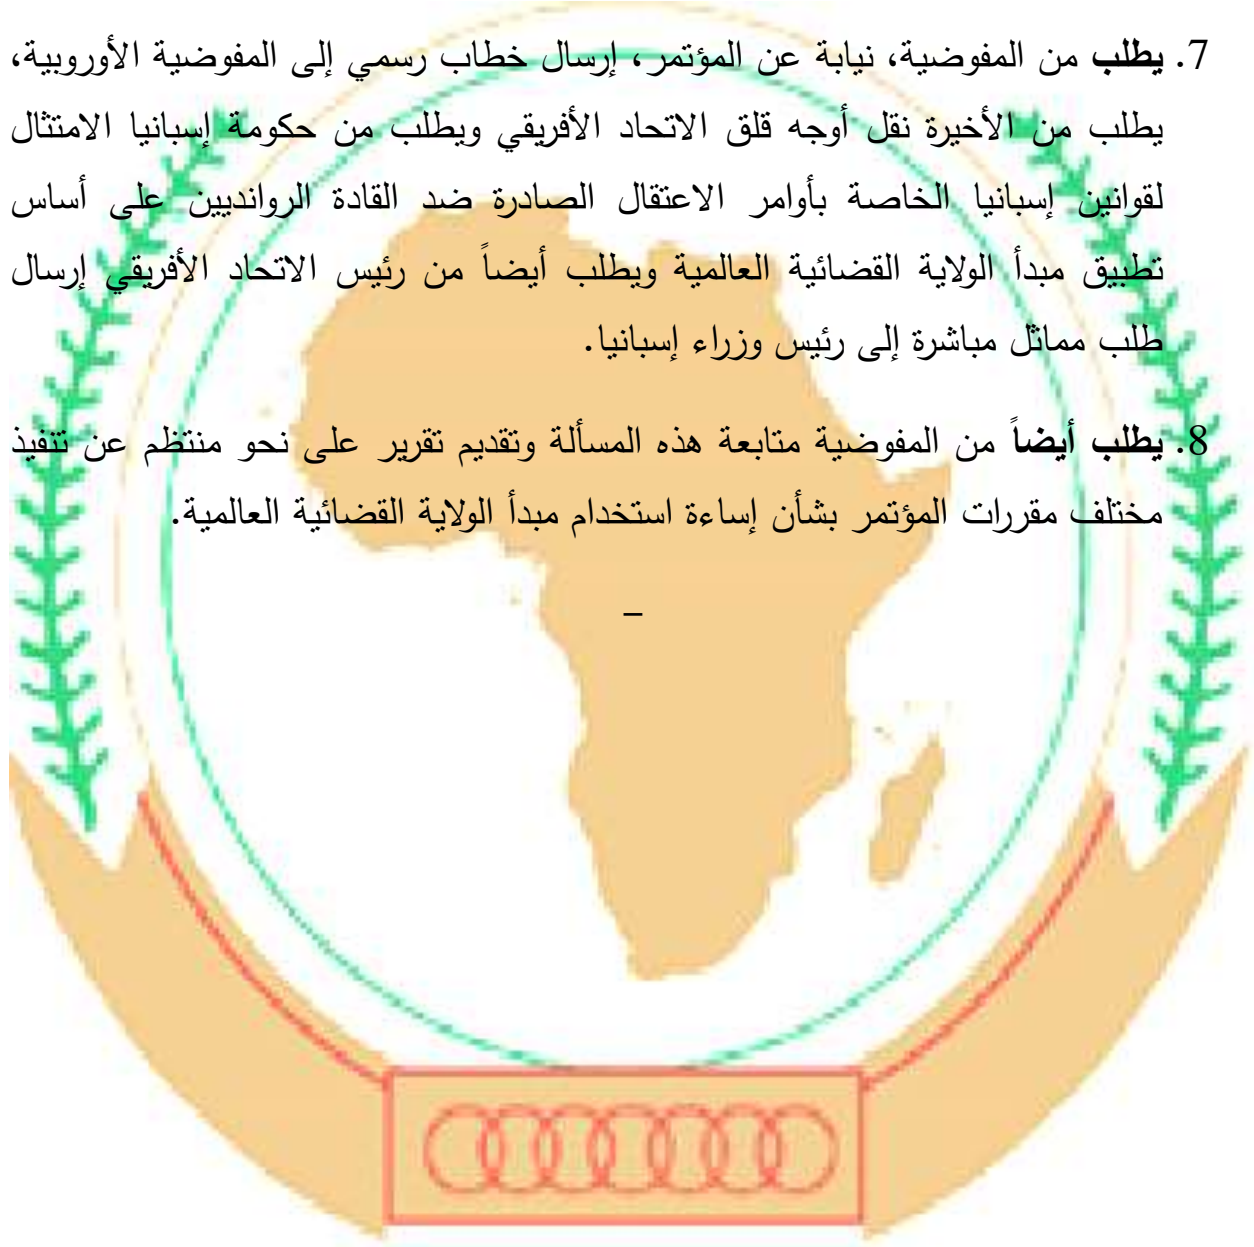 7. يطلب من المفوضية، نيابة عن المؤتمر، إرسال خطاب رسمي إلى المفوضية الأوروبية،
يطلب من الأخيرة نقل أوجه قلق الاتحاد الأفريقي ويطلب من حكومة إسبانيا الامتثال
لقوانين إسبانيا الخاصة بأوامر الاعتقال الصادرة ضد القادة الروانديين على أساس
تطبيق مبدأ الولاية القضائية العالمية ويطلب أيضاً من رئيس الاتحاد الأفريقي إرسال
طلب مماثل مباشرة إلى رئيس وزراء إسبانيا.
8. يطلب أيضاً من المفوضية متابعة هذه المسألة وتقديم تقرير على نحو منتظم عن تنفيذ
مختلف مقررات المؤتمر بشأن إساءة استخدام مبدأ الولاية القضائية العالمية.
–